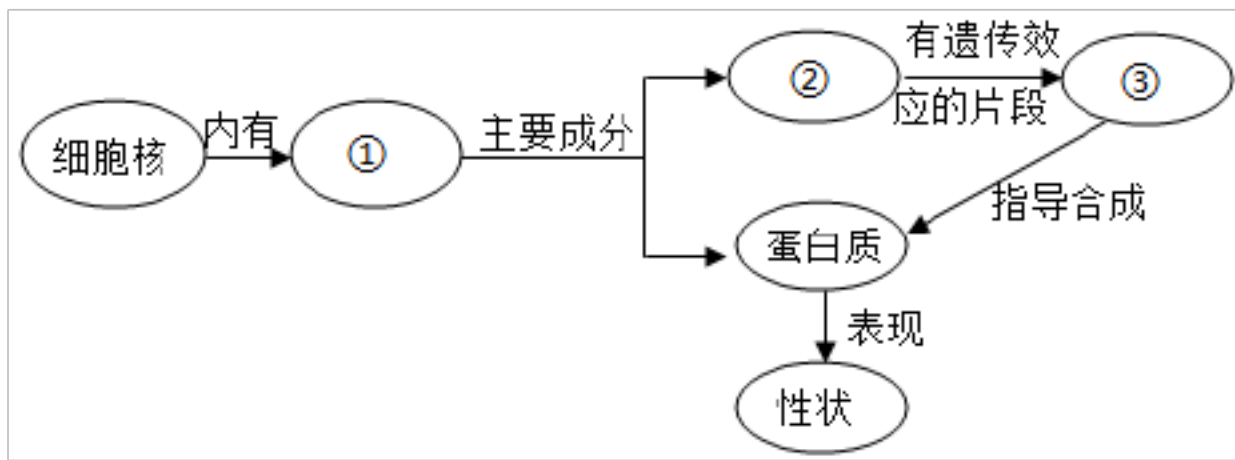 细胞核
内有
①
主要成分
②
有遗传效
应的片段
③
指导合成
蛋白质
表现
性状